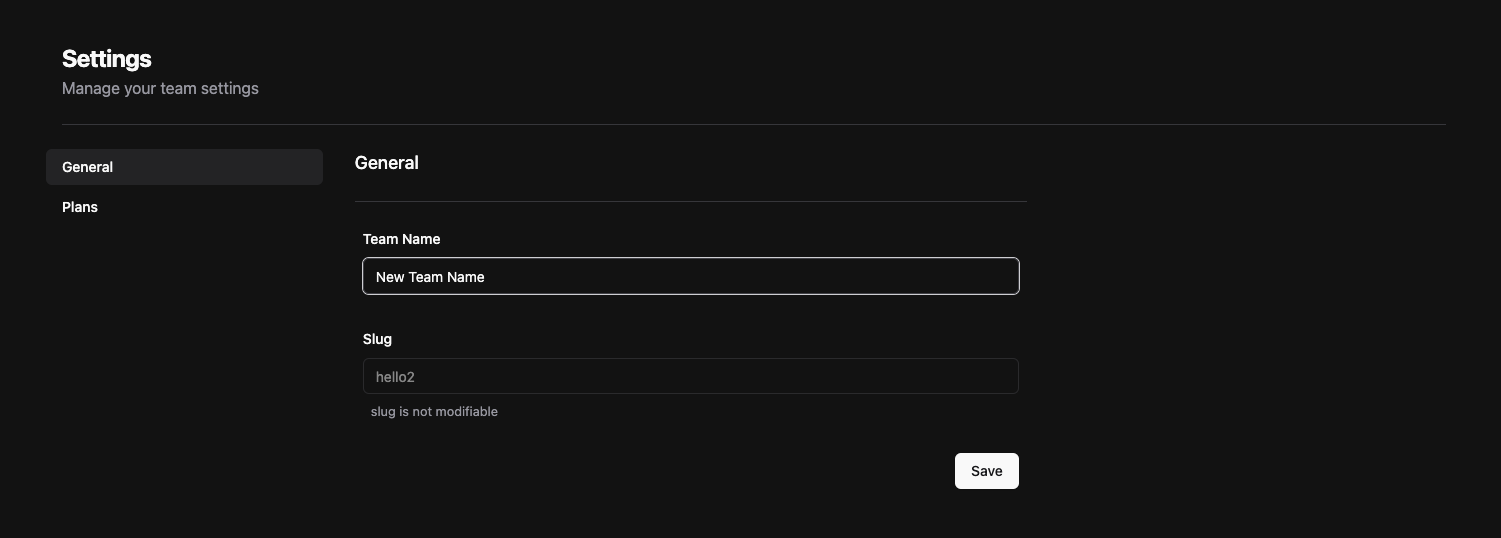 Settings
Manage your team settings
General
Plans
General
Team Name
New Team Name
Slug
hello2
slug is not modifiable
Save